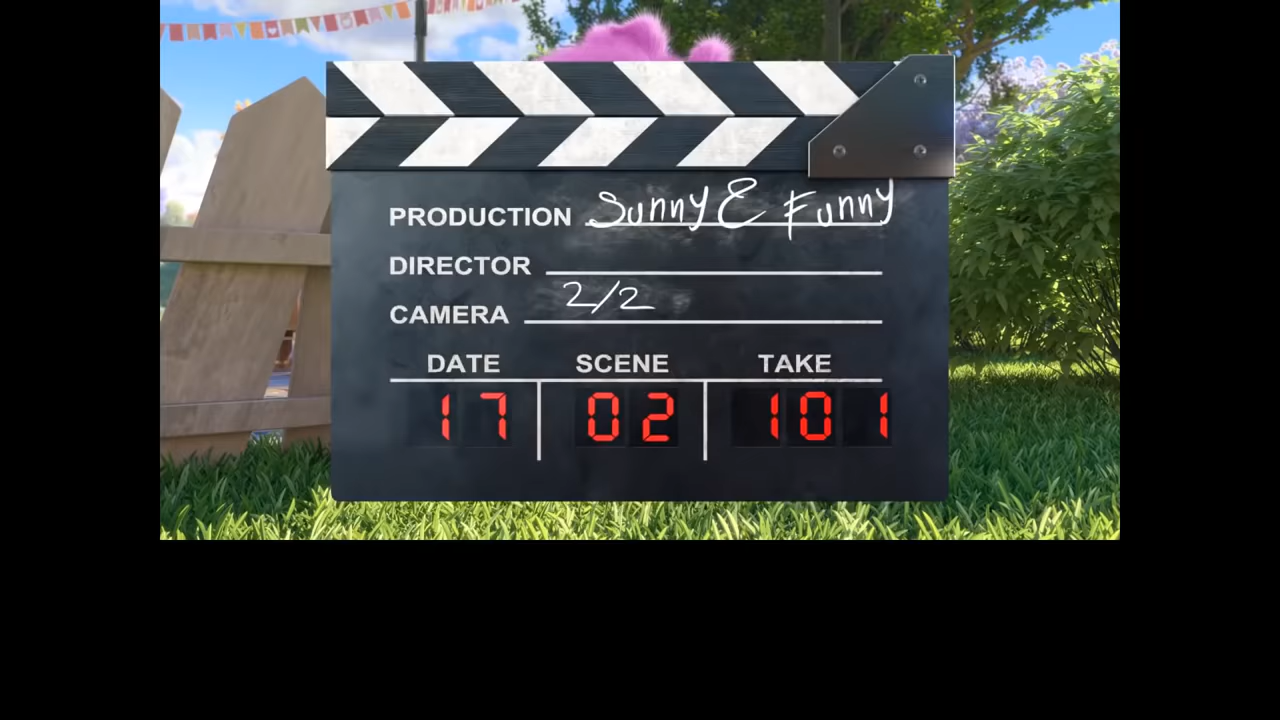 PRODUCTION Sunny & Funny
DIRECTOR
CAMERA 2/2
DATE SCENE TAKE
17 02 101